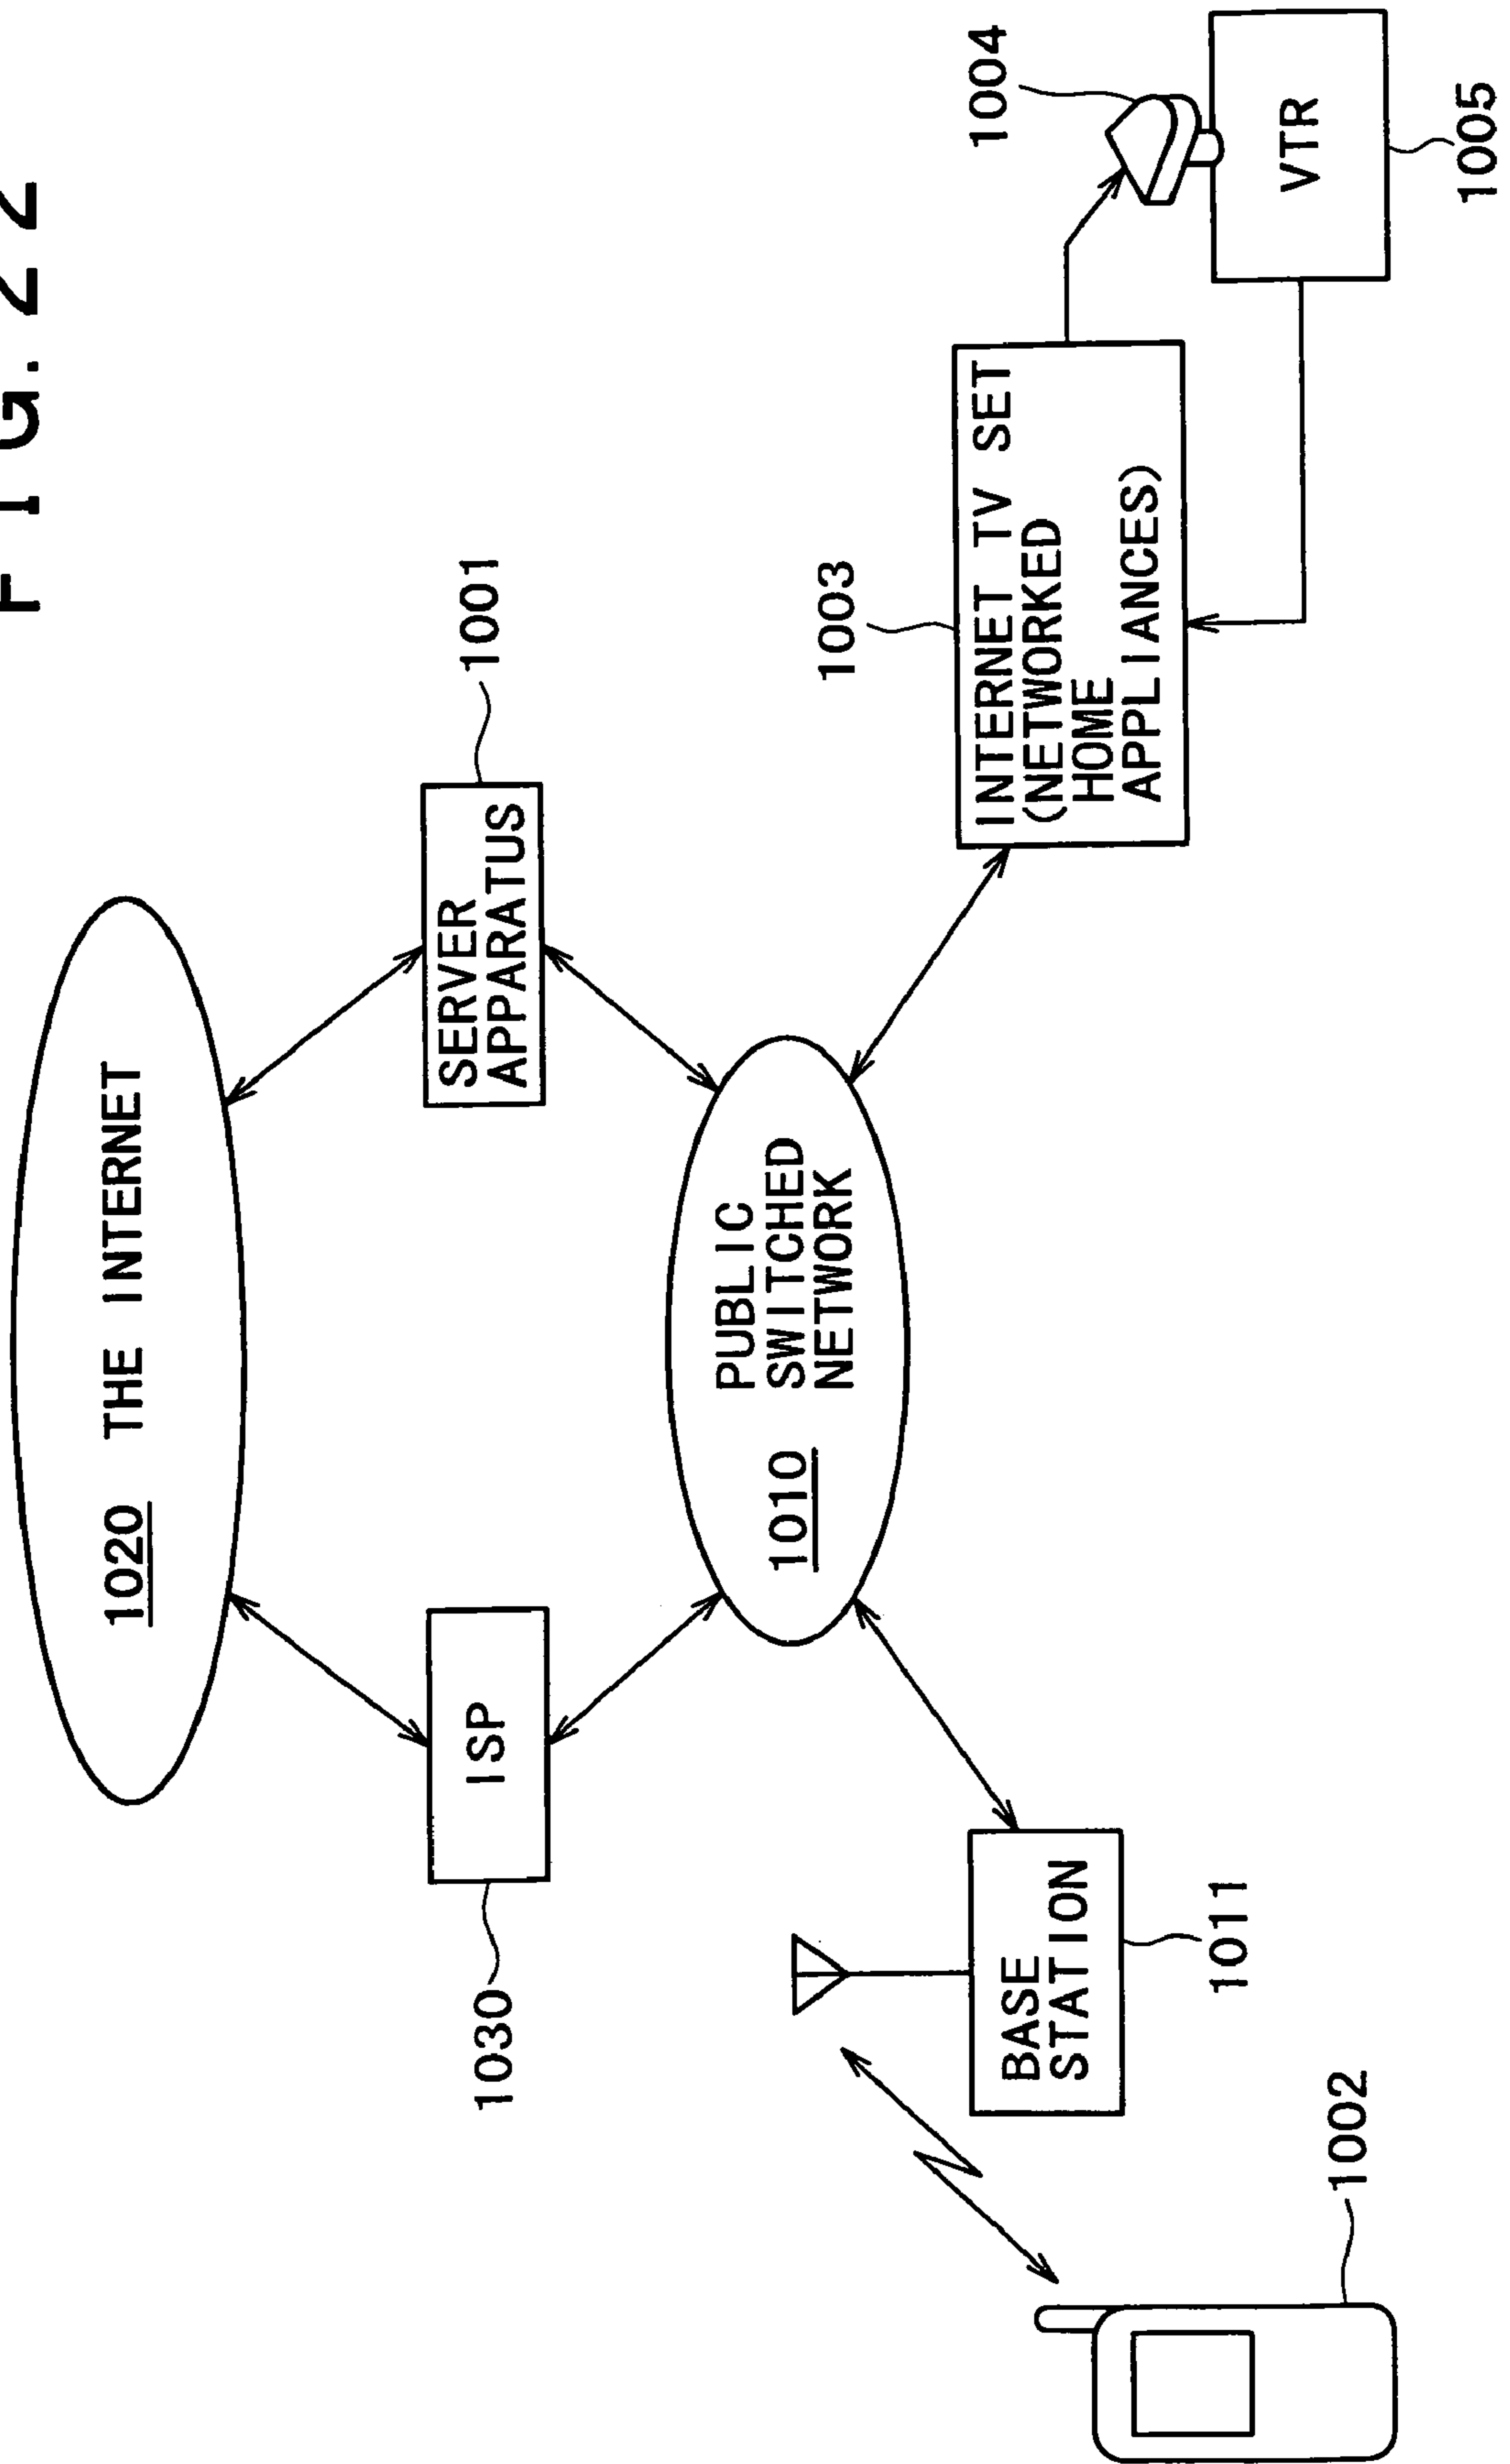 FIG. 22
1020 THE INTERNET
1030
ISP
SERVER
APPARATUS
1001
1010
PUBLIC
SWITCHED
NETWORK
1003
INTERNET TV SET
(NETWORKED
HOME
APPLIANCES)
1004
VTR
1005
BASE
STATION
1011
1002